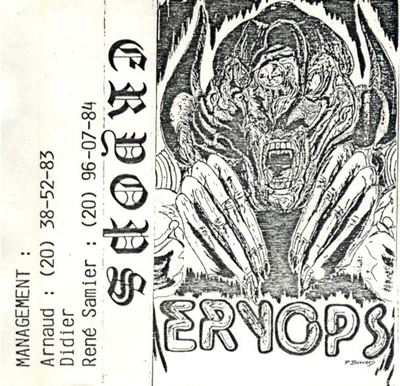 MANAGEMENT :
Arnaud : (20) 38-52-83
Didier
René Samier : (20) 96-07-84
ERYOPS
ERYOPS